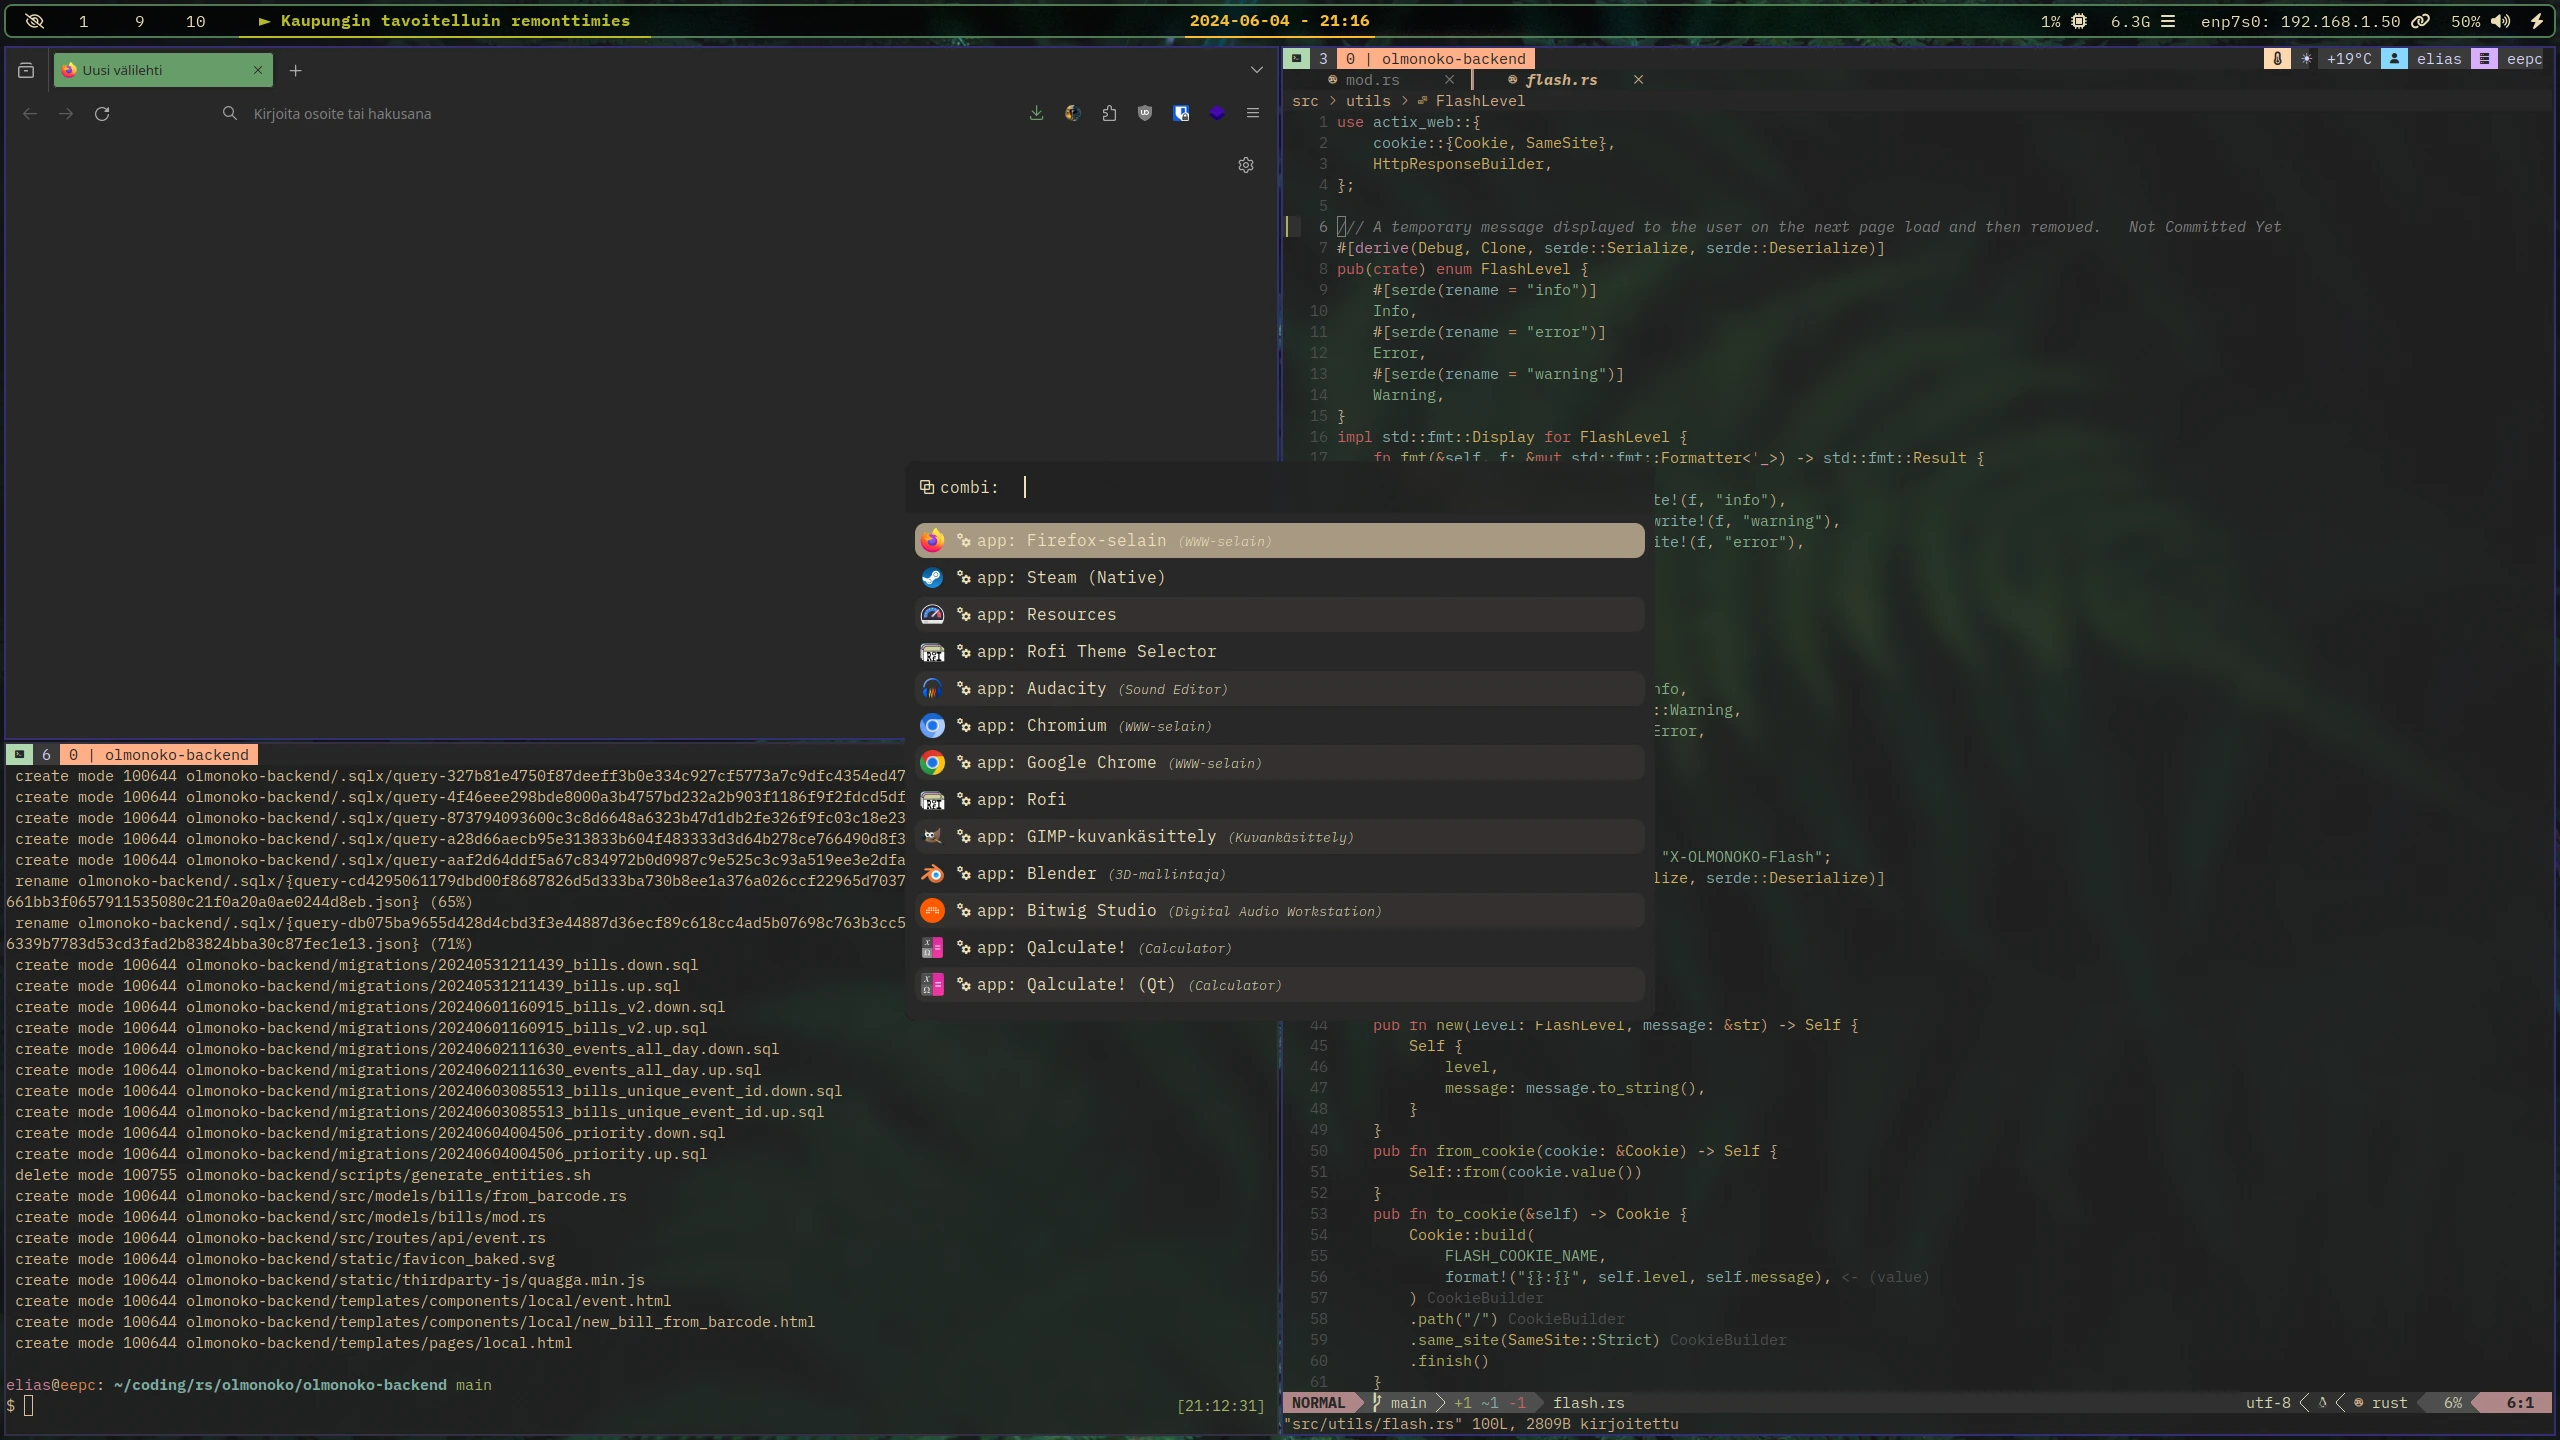 1 9 10 ► Kaupungin tavoitelluin remonttimies
2024-06-04 - 21:16
1% 6.3G enp7s0: 192.168.1.50 50%
Uusi välilehti
Kirjoita osoite tai hakusana
3 0 | olmonoko-backend
+19°C elias eepc
mod.rs flash.rs
src > utils > FlashLevel
1 use actix_web::{
2 cookie::{Cookie, SameSite},
3 HttpResponseBuilder,
4 };
5
6 /// A temporary message displayed to the user on the next page load and then removed. Not Committed Yet
7 #[derive(Debug, Clone, serde::Serialize, serde::Deserialize)]
8 pub(crate) enum FlashLevel {
9 #[serde(rename = "info")]
10 Info,
11 #[serde(rename = "error")]
12 Error,
13 #[serde(rename = "warning")]
14 Warning,
15 }
16 impl std::fmt::Display for FlashLevel {
17 fn fmt(&self, f: &mut std::fmt::Formatter<'_>) -> std::fmt::Result {
te!(f, "info"),
write!(f, "warning"),
ite!(f, "error"),
nfo,
::Warning,
Error,
"X-OLMONOKO-Flash";
lize, serde::Deserialize)]
44 pub fn new(level: FlashLevel, message: &str) -> Self {
45 Self {
46 level,
47 message: message.to_string(),
48 }
49 }
50 pub fn from_cookie(cookie: &Cookie) -> Self {
51 Self::from(cookie.value())
52 }
53 pub fn to_cookie(&self) -> Cookie {
54 Cookie::build(
55 FLASH_COOKIE_NAME,
56 format!("{}:{}", self.level, self.message), <- (value)
57 ) CookieBuilder
58 .path("/") CookieBuilder
59 .same_site(SameSite::Strict) CookieBuilder
60 .finish()
61 }
NORMAL main > +1 ~1 -1 flash.rs
utf-8 < < rust 6% 6:1
"src/utils/flash.rs" 100L, 2809B kirjoitettu
combi:
app: Firefox-selain (WWW-selain)
app: Steam (Native)
app: Resources
app: Rofi Theme Selector
app: Audacity (Sound Editor)
app: Chromium (WWW-selain)
app: Google Chrome (WWW-selain)
app: Rofi
app: GIMP-kuvankäsittely (Kuvankäsittely)
app: Blender (3D-mallintaja)
app: Bitwig Studio (Digital Audio Workstation)
app: Qalculate! (Calculator)
app: Qalculate! (Qt) (Calculator)
6 0 | olmonoko-backend
create mode 100644 olmonoko-backend/.sqlx/query-327b81e4750f87deeff3b0e334c927cf5773a7c9dfc4354ed47
create mode 100644 olmonoko-backend/.sqlx/query-4f46eee298bde8000a3b4757bd232a2b903f1186f9f2fdcd5df
create mode 100644 olmonoko-backend/.sqlx/query-873794093600c3c8d6648a6323b47d1db2fe326f9fc03c18e23
create mode 100644 olmonoko-backend/.sqlx/query-a28d66aecb95e313833b604f483333d3d64b278ce766490d8f3
create mode 100644 olmonoko-backend/.sqlx/query-aaf2d64ddf5a67c834972b0d0987c9e525c3c93a519ee3e2dfa
rename olmonoko-backend/.sqlx/{query-cd4295061179dbd00f8687826d5d333ba730b8ee1a376a026ccf22965d7037
661bb3f0657911535080c21f0a20a0ae0244d8eb.json} (65%)
rename olmonoko-backend/.sqlx/{query-db075ba9655d428d4cbd3f3e44887d36ecf89c618cc4ad5b07698c763b3cc5
6339b7783d53cd3fad2b83824bba30c87fec1e13.json} (71%)
create mode 100644 olmonoko-backend/migrations/20240531211439_bills.down.sql
create mode 100644 olmonoko-backend/migrations/20240531211439_bills.up.sql
create mode 100644 olmonoko-backend/migrations/20240601160915_bills_v2.down.sql
create mode 100644 olmonoko-backend/migrations/20240601160915_bills_v2.up.sql
create mode 100644 olmonoko-backend/migrations/20240602111630_events_all_day.down.sql
create mode 100644 olmonoko-backend/migrations/20240602111630_events_all_day.up.sql
create mode 100644 olmonoko-backend/migrations/20240603085513_bills_unique_event_id.down.sql
create mode 100644 olmonoko-backend/migrations/20240603085513_bills_unique_event_id.up.sql
create mode 100644 olmonoko-backend/migrations/20240604004506_priority.down.sql
create mode 100644 olmonoko-backend/migrations/20240604004506_priority.up.sql
delete mode 100755 olmonoko-backend/scripts/generate_entities.sh
create mode 100644 olmonoko-backend/src/models/bills/from_barcode.rs
create mode 100644 olmonoko-backend/src/models/bills/mod.rs
create mode 100644 olmonoko-backend/src/routes/api/event.rs
create mode 100644 olmonoko-backend/static/favicon_baked.svg
create mode 100644 olmonoko-backend/static/thirdparty-js/quagga.min.js
create mode 100644 olmonoko-backend/templates/components/local/event.html
create mode 100644 olmonoko-backend/templates/components/local/new_bill_from_barcode.html
create mode 100644 olmonoko-backend/templates/pages/local.html
elias@eepc: ~/coding/rs/olmonoko/olmonoko-backend main
$ [21:12:31]